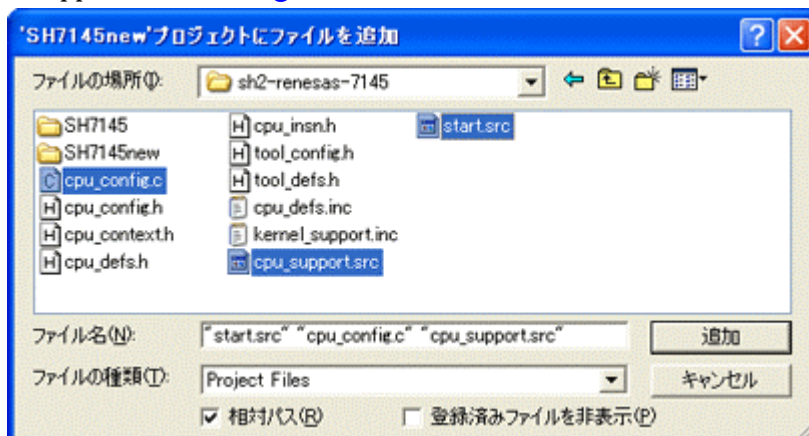 'SH7145new'プロジェクトにファイルを追加
ファイルの場所(I):
sh2-renesas-7145
SH7145
SH7145new
cpu_config.c
cpu_config.h
cpu_context.h
cpu_defs.h
cpu_insn.h
tool_config.h
tool_defs.h
cpu_defs.inc
kernel_support.inc
cpu_support.src
start.src
ファイル名(N):
"start.src" "cpu_config.c" "cpu_support.src"
追加
ファイルの種類(T):
Project Files
キャンセル
相対パス(R)
登録済みファイルを非表示(P)